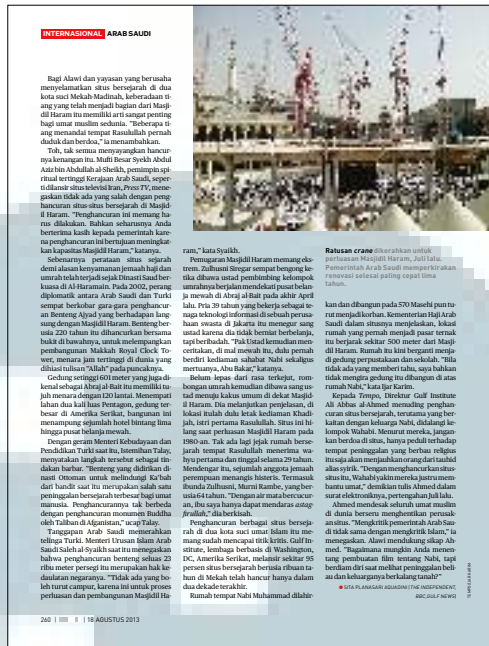 INTERNASIONAL ARAB SAUDI
Bagi Alawi dan yayasan yang berusaha
menyelamatkan situs bersejarah di dua
kota suci Mekah-Madinah, keberadaan ti-
ang yang telah menjadi bagian dari Masji-
dil Haram itu memiliki arti sangat penting
bagi umat muslim sedunia. "Beberapa ti-
ang menandai tempat Rasulullah pernah
duduk dan berdoa," ia menambahkan.
Toh, tak semua menyayangkan hancur-
nya kenangan itu. Mufti Besar Syekh Abdul
Aziz bin Abdullah al-Sheikh, pemimpin spi-
ritual tertinggi Kerajaan Arab Saudi, seper-
ti dilansir situs televisi Iran, Press TV, mene-
gaskan tidak ada yang salah dengan peng-
hancuran situs-situs bersejarah di Masjid-
il Haram. "Penghancuran ini memang ha-
rus dilakukan. Bahkan seharusnya Anda
berterima kasih kepada pemerintah kare-
na penghancuran ini bertujuan meningkat-
kan kapasitas Masjidil Haram," katanya.
Sebenarnya perataan situs sejarah
demi alasan kenyamanan jemaah haji dan
umrah telah terjadi sejak Dinasti Saud ber-
kuasa di Al-Haramain. Pada 2002, perang
diplomatik antara Arab Saudi dan Turki
sempat berkobar gara-gara penghancur-
an Benteng Ajyad yang berhadapan lang-
sung dengan Masjidil Haram. Benteng ber-
usia 220 tahun itu dihancurkan bersama
bukit di bawahnya, untuk melempangkan
pembangunan Makkah Royal Clock To-
wer, menara jam tertinggi di dunia yang
dihiasi tulisan "Allah" pada puncaknya.
Gedung setinggi 601 meter yang juga di-
kenal sebagai Abraj al-Bait itu memiliki tu-
juh menara dengan 120 lantai. Menempati
lahan dua kali luas Pentagon, gedung ter-
besar di Amerika Serikat, bangunan ini
menampung sejumlah hotel bintang lima
hingga pusat belanja mewah.
Dengan geram Menteri Kebudayaan dan
Pendidikan Turki saat itu, Istemihan Talay,
menyatakan langkah tersebut sebagai tin-
dakan barbar. "Benteng yang didirikan di-
nasti Ottoman untuk melindungi Ka'bah
dari bandit saat itu merupakan salah satu
peninggalan bersejarah terbesar bagi umat
manusia. Penghancurannya tak berbeda
dengan penghancuran monumen Buddha
oleh Taliban di Afganistan," ucap Talay.
Tanggapan Arab Saudi memerahkan
telinga Turki. Menteri Urusan Islam Arab
Saudi Saleh al-Syaikh saat itu menegaskan
bahwa penghancuran benteng seluas 23
ribu meter persegi itu merupakan hak ke-
daulatan negaranya. "Tidak ada yang bo-
leh turut campur, karena ini untuk proses
perluasan dan pembangunan Masjidil Ha-
ram," kata Syaikh.
Pemugaran Masjidil Haram memang eks-
trem. Zulhusni Siregar sempat bengong ke-
tika dibawa ustad pembimbing kelompok
umrahnya berjalan mendekati pusat belan-
ja mewah di Abraj al-Bait pada akhir April
lalu. Pria 39 tahun yang bekerja sebagai te-
naga teknologi informasi di sebuah perusa-
haan swasta di Jakarta itu menegur sang
ustad karena dia tidak berniat berbelanja,
tapi beribadah. "Pak Ustad kemudian men-
ceritakan, di mal mewah itu, dulu pernah
berdiri kediaman sahabat Nabi sekaligus
mertuanya, Abu Bakar," katanya.
Belum lepas dari rasa terkejut, rom-
bongan umrah kemudian dibawa sang us-
tad menuju kakus umum di dekat Masjid-
il Haram. Dia melanjutkan penjelasan, di
lokasi itulah dulu letak kediaman Khadi-
jah, istri pertama Rasulullah. Situs ini hi-
lang saat perluasan Masjidil Haram pada
1980-an. Tak ada lagi jejak rumah berse-
jarah tempat Rasulullah menerima wa-
hyu pertama dan tinggal selama 29 tahun.
Mendengar itu, sejumlah anggota jemaah
perempuan menangis histeris. Termasuk
ibunda Zulhusni, Murni Rambe, yang ber-
usia 64 tahun. "Dengan air mata bercucur-
an, ibu saya hanya dapat mendaras astag-
firallah," dia berkisah.
Penghancuran berbagai situs berseja-
rah di dua kota suci umat Islam itu me-
mang sudah mencapai titik kritis. Gulf In-
stitute, lembaga berbasis di Washington,
DC, Amerika Serikat, melansir sekitar 95
persen situs bersejarah berusia ribuan ta-
hun di Mekah telah hancur hanya dalam
dua dekade terakhir.
Rumah tempat Nabi Muhammad dilahir-
Ratusan crane dikerahkan untuk
perluasan Masjidil Haram, Juli lalu.
Pemerintah Arab Saudi memperkirakan
renovasi selesai paling cepat lima
tahun.
kan dan dibangun pada 570 Masehi pun tu-
rut menjadi korban. Kementerian Haji Arab
Saudi dalam situsnya menjelaskan, lokasi
rumah yang pernah menjadi pasar ternak
itu berjarak sekitar 500 meter dari Masji-
dil Haram. Rumah itu kini berganti menja-
di gedung perpustakaan dan sekolah. "Bila
tidak ada yang memberi tahu, saya bahkan
tidak mengira gedung itu dibangun di atas
rumah Nabi," kata Ijar Karim.
Kepada Tempo, Direktur Gulf Institute
Ali Abbas al-Ahmed menuding penghan-
curan situs bersejarah, terutama yang ber-
kaitan dengan keluarga Nabi, didalangi ke-
lompok Wahabi. Menurut mereka, jangan-
kan berdoa di situs, hanya peduli terhadap
tempat peninggalan yang berbau religius
itu saja akan menjauhkan orang dari tauhid
alias syirik. "Dengan menghancurkan situs-
situs itu, Wahabi yakin mereka justru mem-
bantu umat," demikian tulis Ahmed dalam
surat elektroniknya, pertengahan Juli lalu.
Ahmed mendesak seluruh umat muslim
di dunia berseru menghentikan perusak-
an situs. "Mengkritik pemerintah Arab Sau-
di tidak sama dengan mengkritik Islam," ia
menegaskan. Alawi mendukung sikap Ah-
med. "Bagaimana mungkin Anda menen-
tang pembuatan film tentang Nabi, tapi
berdiam diri saat melihat peninggalan beli-
au dan keluarganya berkalang tanah?"
SITA PLANASARI AQUADINI (THE INDEPENDENT,
BBC, GULF NEWS)
260 | | 18 AGUSTUS 2013